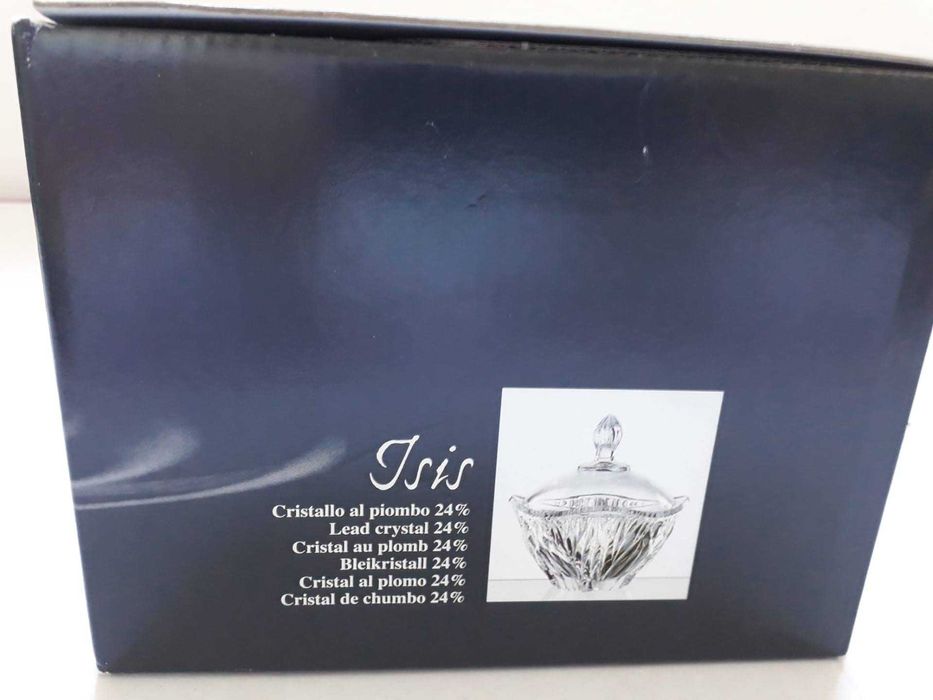 Isis
Cristallo al piombo 24%
Lead crystal 24%
Cristal au plomb 24%
Bleikristall 24%
Cristal al plomo 24%
Cristal de chumbo 24%